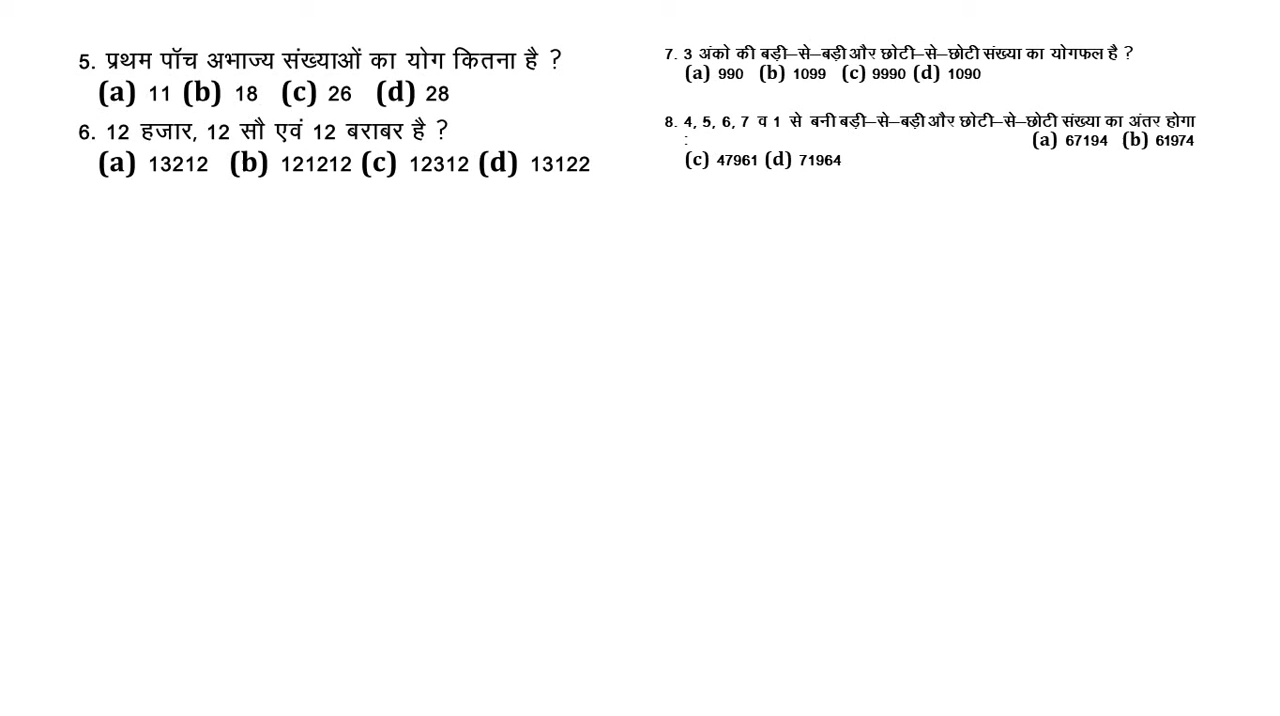 5. प्रथम पॉच अभाज्य संख्याओं का योग कितना है ?
(a) 11 (b) 18 (c) 26 (d) 28
6. 12 हजार, 12 सौ एवं 12 बराबर है ?
(a) 13212 (b) 121212 (c) 12312 (d) 13122
7. 3 अंको की बड़ी–से–बड़ी और छोटी–से–छोटी संख्या का योगफल है ?
(a) 990 (b) 1099 (c) 9990 (d) 1090
8. 4, 5, 6, 7 व 1 से बनी बड़ी–से–बड़ी और छोटी–से–छोटी संख्या का अंतर होगा
: (a) 67194 (b) 61974
(c) 47961 (d) 71964